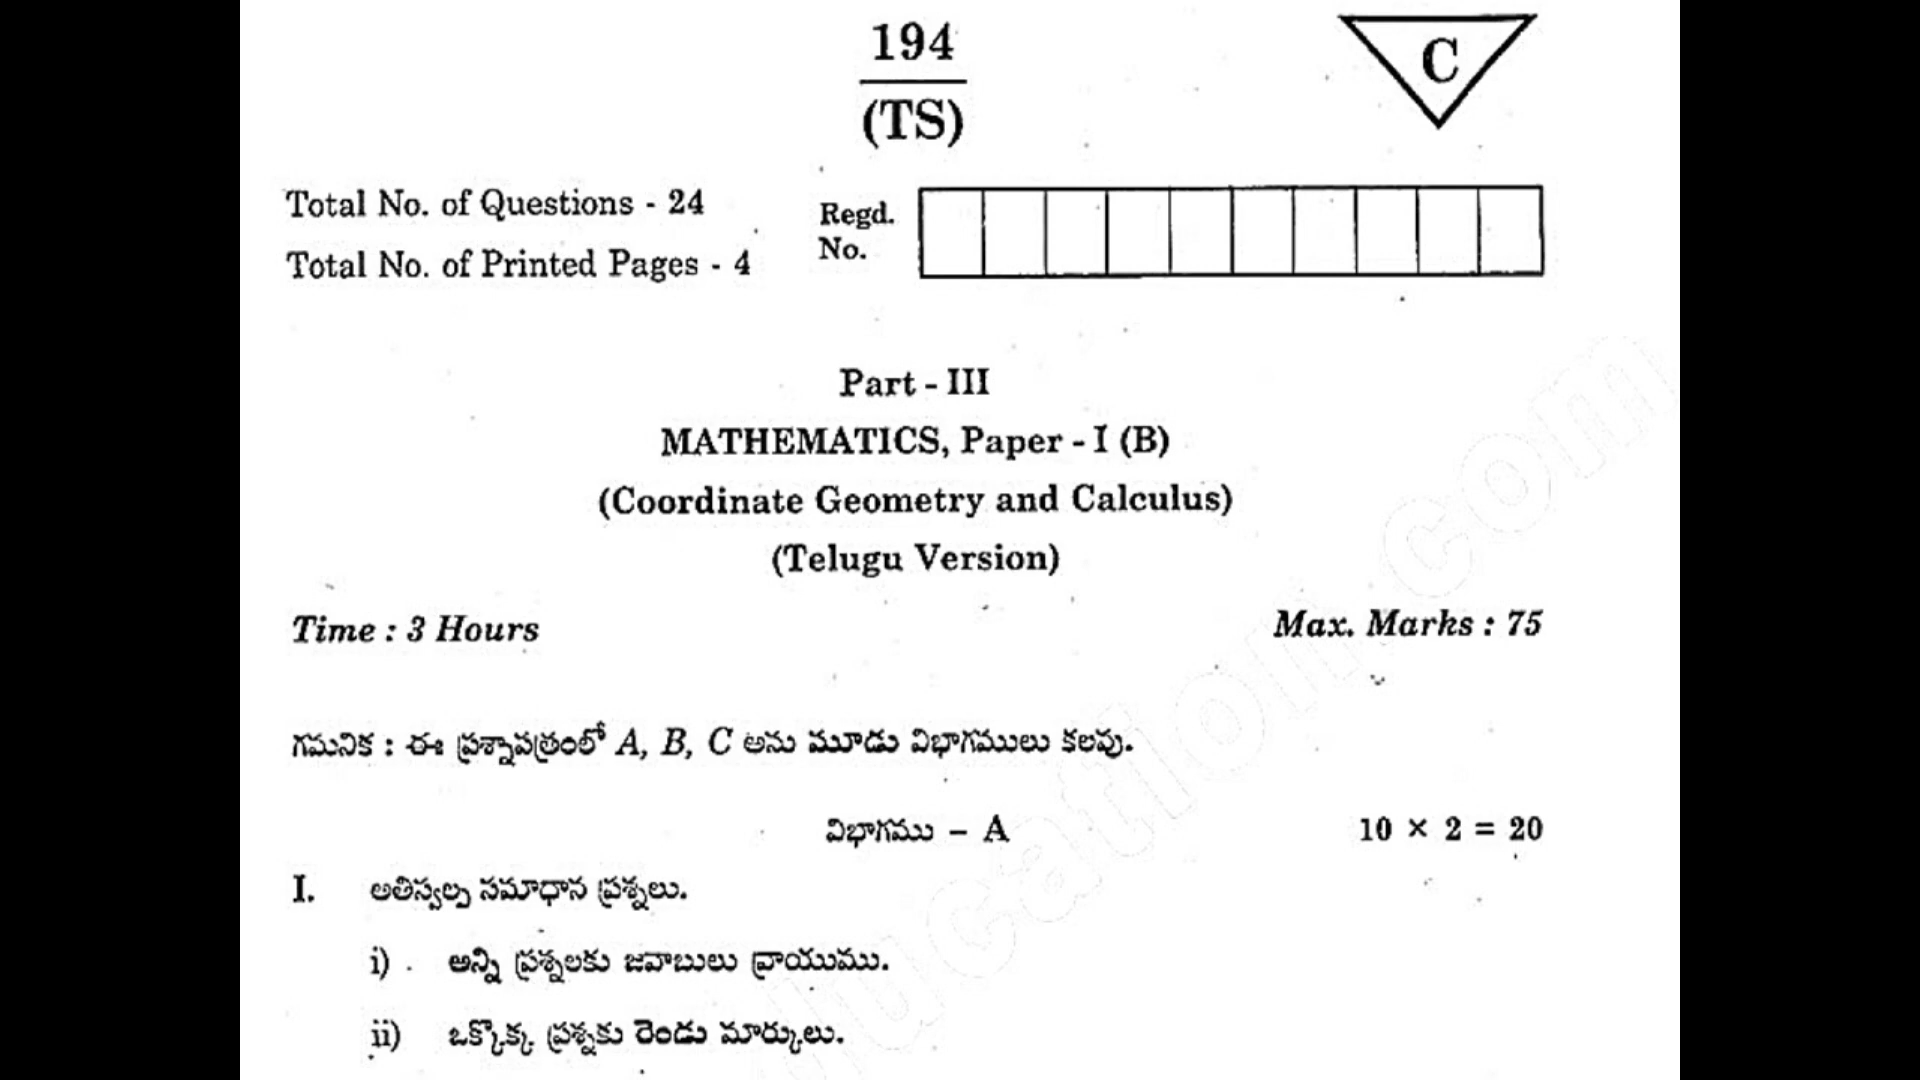 194
(TS)
C
Total No. of Questions - 24
Total No. of Printed Pages - 4
Regd.
No.
Part - III
MATHEMATICS, Paper - I (B)
(Coordinate Geometry and Calculus)
(Telugu Version)
Time : 3 Hours
Max. Marks : 75
గమనిక : ఈ ప్రశ్నాపత్రంలో A, B, C అను మూడు విభాగములు కలవు.
విభాగము – A
10 × 2 = 20
I. అతిస్వల్ప సమాధాన ప్రశ్నలు.
i) అన్ని ప్రశ్నలకు జవాబులు వ్రాయుము.
ii) ఒక్కొక్క ప్రశ్నకు రెండు మార్కులు.
ucation.com